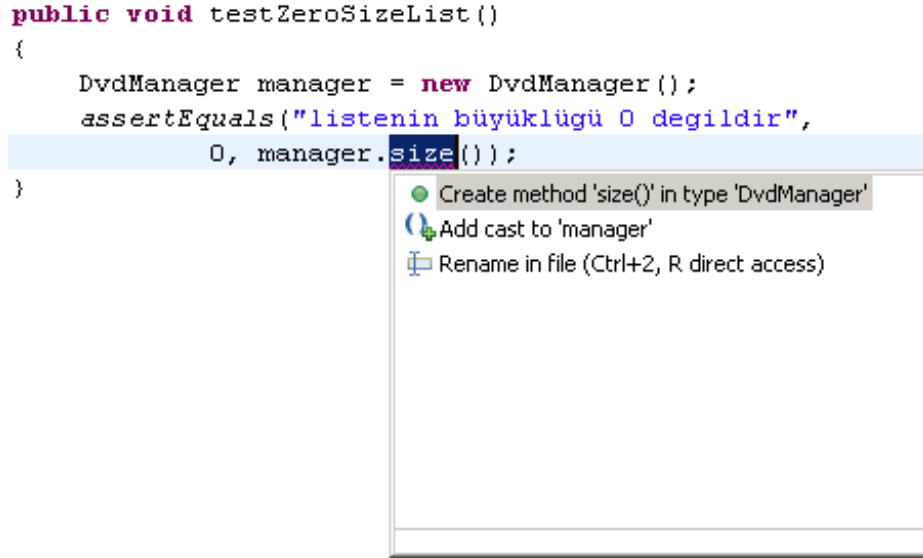 public void testZeroSizeList()
{
DvdManager manager = new DvdManager();
assertEquals("listenin büyüklügü 0 degildir",
0, manager.size());
}
Create method 'size()' in type 'DvdManager'
Add cast to 'manager'
Rename in file (Ctrl+2, R direct access)